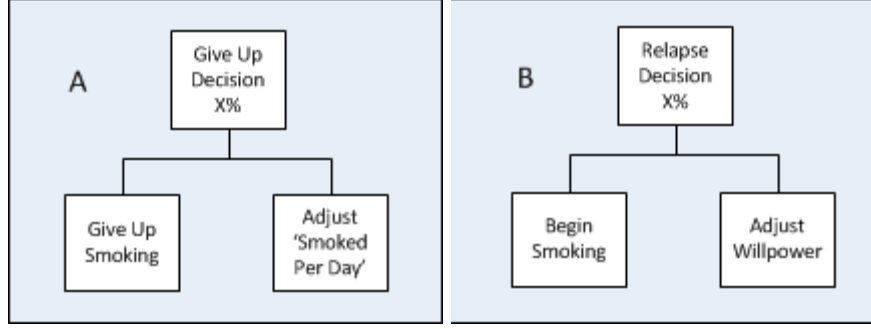 A
Give Up
Decision
X%
Give Up
Smoking
Adjust
'Smoked
Per Day'
B
Relapse
Decision
X%
Begin
Smoking
Adjust
Willpower